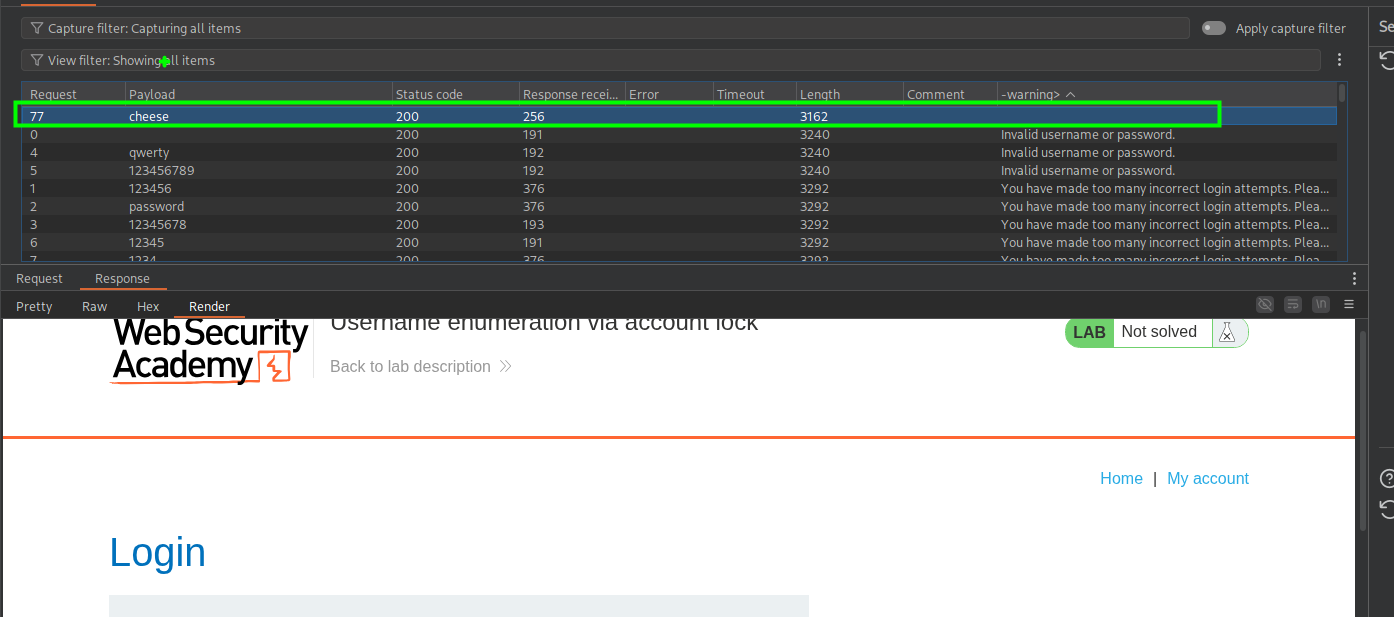 Capture filter: Capturing all items
Apply capture filter
Se
View filter: Showing all items
Request Payload Status code Response recei... Error Timeout Length Comment -warning>
77 cheese 200 256 3162
0 200 191 3240 Invalid username or password.
4 qwerty 200 192 3240 Invalid username or password.
5 123456789 200 192 3240 Invalid username or password.
1 123456 200 376 3292 You have made too many incorrect login attempts. Plea...
2 password 200 376 3292 You have made too many incorrect login attempts. Plea...
3 12345678 200 193 3292 You have made too many incorrect login attempts. Plea...
6 12345 200 191 3292 You have made too many incorrect login attempts. Plea...
7 1234 200 376 3292 You have made too many incorrect login attempts. Plea...
Request Response
Pretty Raw Hex Render
\n
Web Security
Academy
Username enumeration via account lock
Back to lab description
LAB Not solved
Home | My account
Login